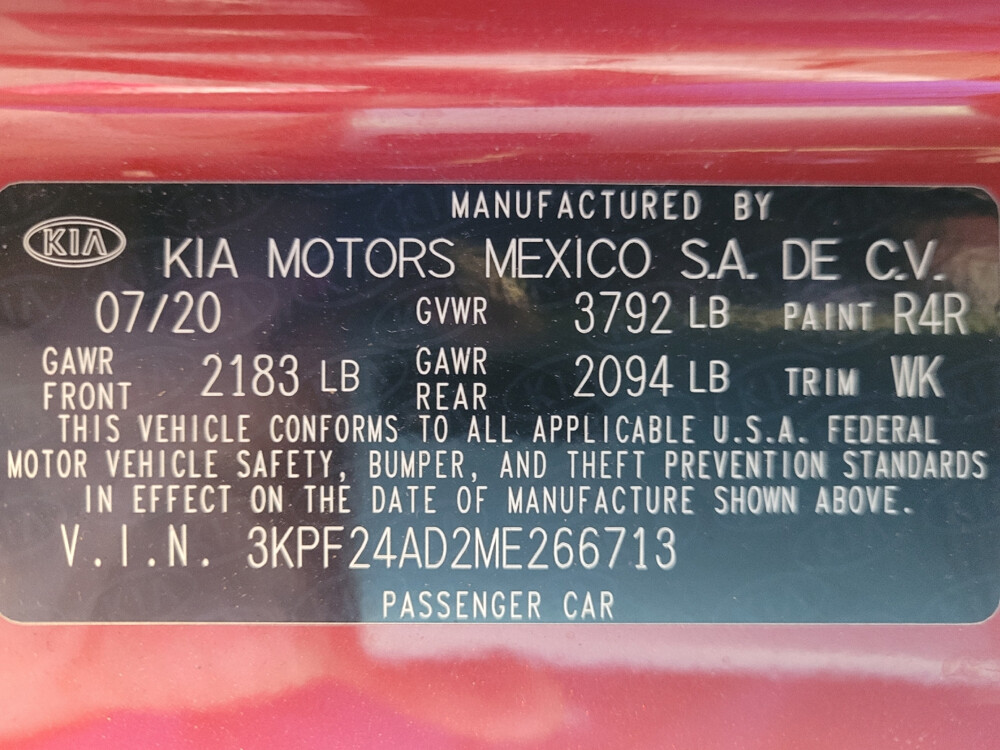 MANUFACTURED BY
KIA KIA MOTORS MEXICO S.A. DE C.V.
07/20 GVWR 3792 LB PAINT R4R
GAWR FRONT 2183 LB GAWR REAR 2094 LB TRIM WK
THIS VEHICLE CONFORMS TO ALL APPLICABLE U.S.A. FEDERAL
MOTOR VEHICLE SAFETY, BUMPER, AND THEFT PREVENTION STANDARDS
IN EFFECT ON THE DATE OF MANUFACTURE SHOWN ABOVE.
V.I.N. 3KPF24AD2ME266713
PASSENGER CAR